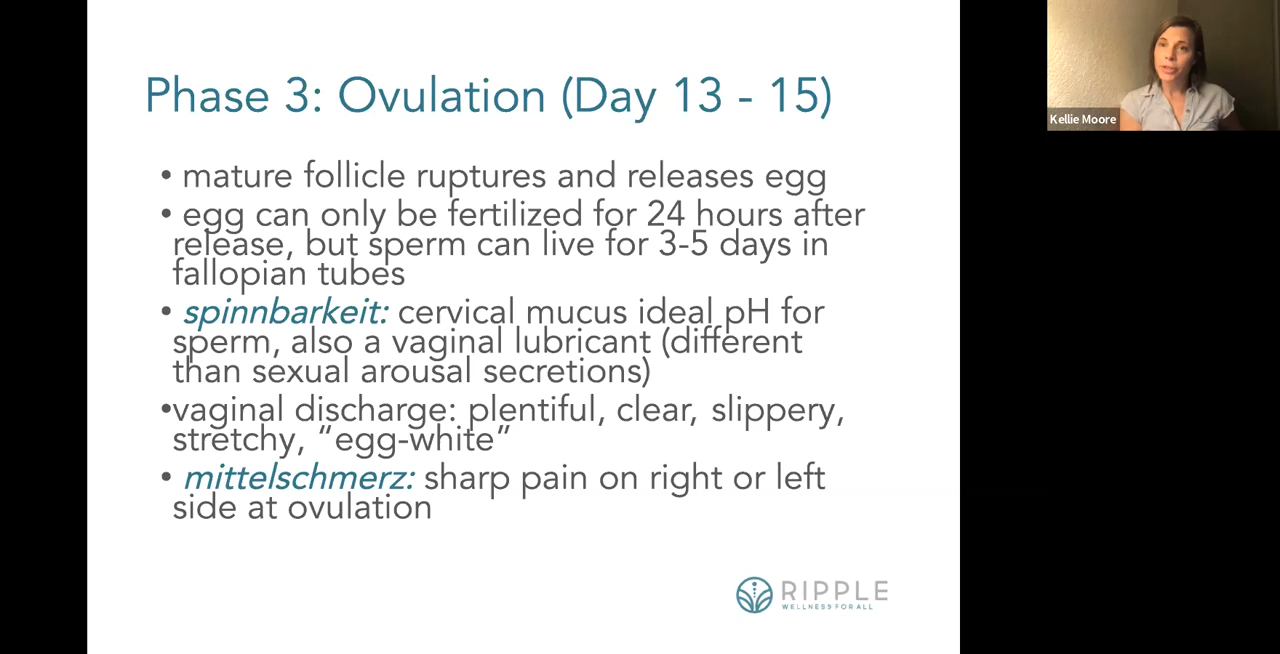 Phase 3: Ovulation (Day 13 - 15)
• mature follicle ruptures and releases egg
• egg can only be fertilized for 24 hours after
release, but sperm can live for 3-5 days in
fallopian tubes
• spinnbarkeit: cervical mucus ideal pH for
sperm, also a vaginal lubricant (different
than sexual arousal secretions)
•vaginal discharge: plentiful, clear, slippery,
stretchy, “egg-white”
• mittelschmerz: sharp pain on right or left
side at ovulation
RIPPLE
WELLNESS FOR ALL
Kellie Moore